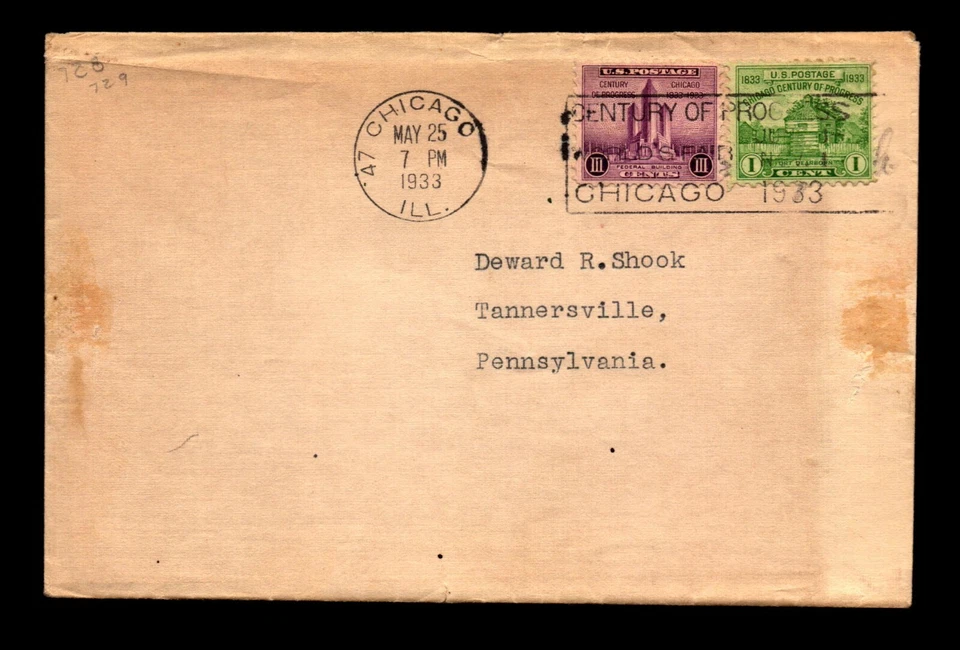 728
729
CHICAGO
47
MAY 25
7 PM
1933
ILL.
U.S. POSTAGE
CENTURY OF PROGRESS
CHICAGO 1833-1933
FEDERAL BUILDING
III CENTS III
1833 U.S. POSTAGE 1933
CHICAGO CENTURY OF PROGRESS
FORT DEARBORN
1 CENT 1
CENTURY OF PROGRESS
CHICAGO 1933
Deward R.Shook
Tannersville,
Pennsylvania.